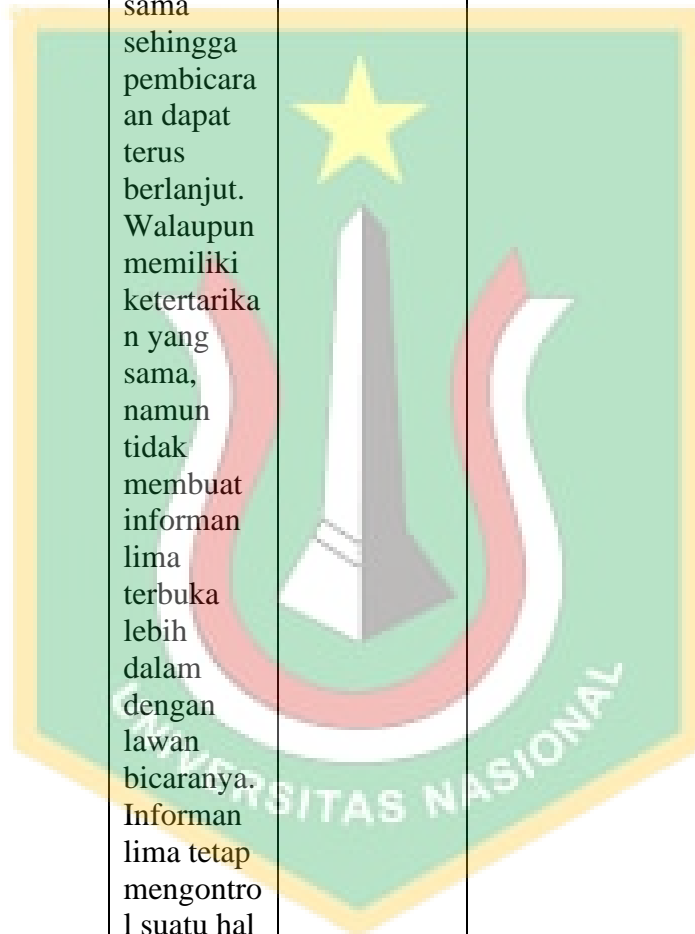 sama
sehingga
pembicara
an dapat
terus
berlanjut.
Walaupun
memiliki
ketertarika
n yang
sama,
namun
tidak
membuat
informan
lima
terbuka
lebih
dalam
dengan
lawan
bicaranya.
Informan
lima tetap
mengontro
l suatu hal
UNIVERSITAS NASIONAL